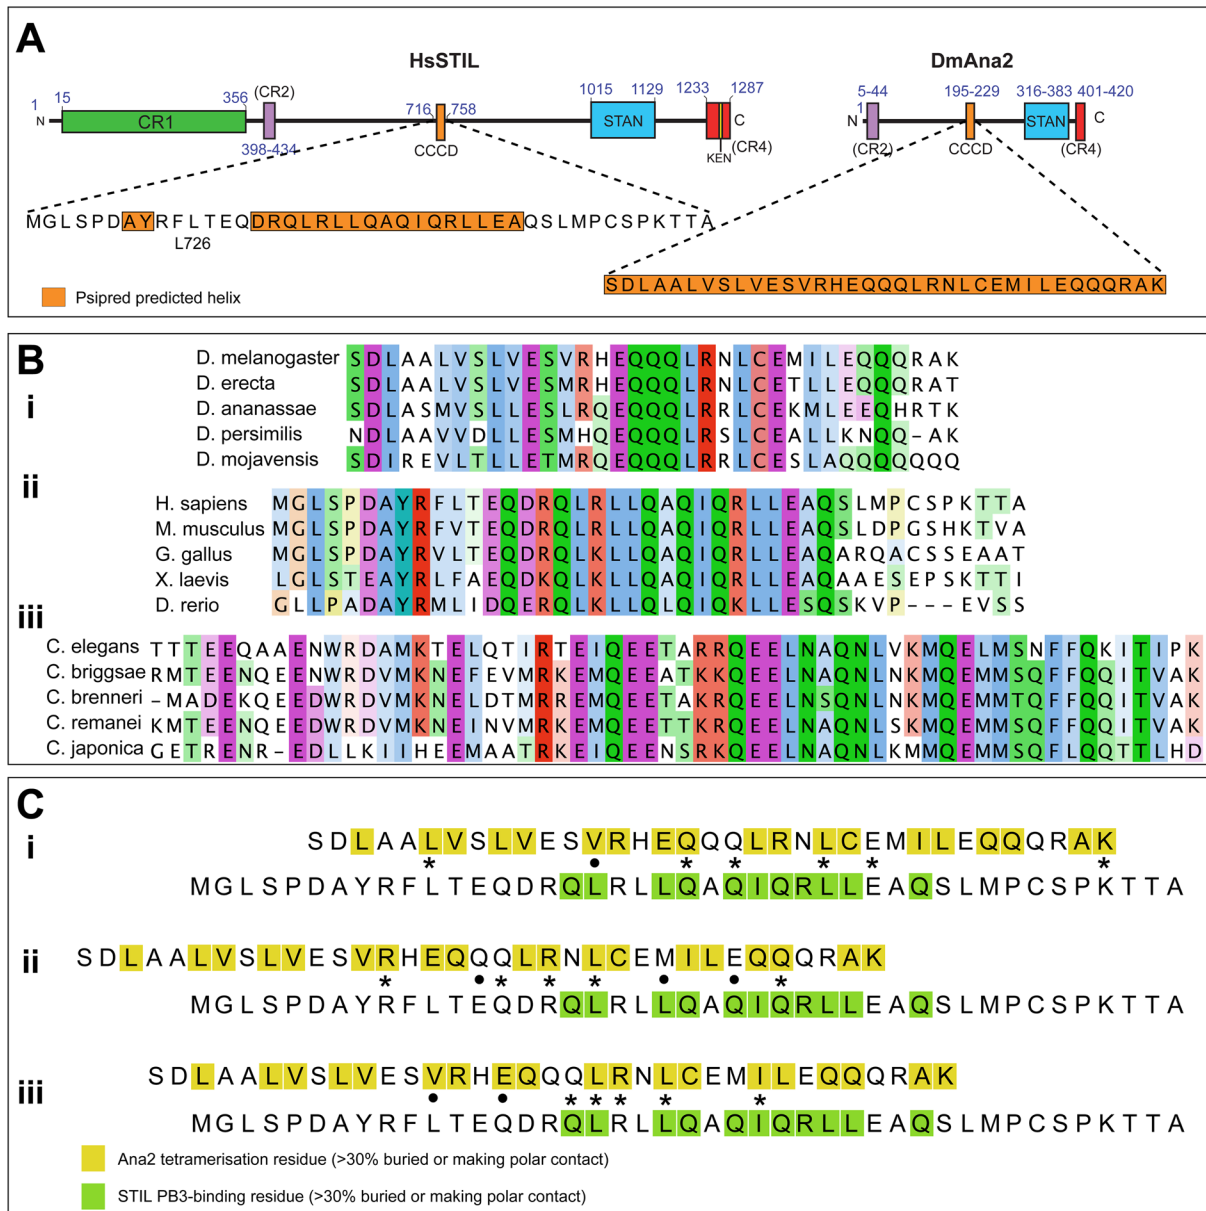 A
HsSTIL
DmAna2
1 15 356 (CR2) 716 758 1015 1129 1233 1287
5-44 195-229 316-383 401-420
1
N CR1 STAN C
N STAN C
398-434 CCCD KEN (CR4)
(CR2) CCCD (CR4)
MGLSPDAYRFLTEQDRQLRLLQAQIQRLLEAQSLMPCSPKTTA
L726
SDLAALVSLVESVRHEQQQLRNLCEMILEQQQRAK
Psipred predicted helix
B
i
D. melanogaster SDLAALVSLVESVRHEQQQLRNLCEMILEQQQRAK
D. erecta SDLAALVSLVESMRHEQQQLRNLCETLLEQQQRAT
D. ananassae SDLASMVSLLESLRQEQQQLRRLCEKMLEEQHRTK
D. persimilis NDLAAVVDLLESMHQEQQQLRSLCEALLKNQQ-AK
D. mojavensis SDIREVLTLLETMRQEQQQLRRLCESLAQQQQQQQ
ii
H. sapiens MGLSPDAYRFLTEQDRQLRLLQAQIQRLLEAQSLMPCSPKTTA
M. musculus MGLSPDAYRFVTEQDRQLRLLQAQIQRLLEAQSLDPGSHKTVA
G. gallus MGLSPDAYRVLTEQDRQLKLLQAQIQRLLEAQARQACSSEAAT
X. laevis LGLSTEAYRLFAEQDKQLKLLQAQIQRLLEAQAAESEPSKTTI
D. rerio GLLPADAYRMLIDQERQLKLLQLQIQKLLESQSKVP---EVSS
iii
C. elegans TTTEEQAAENWRDAMKTELQTIRTEIQEETARRQEELNAQNLVKMQELMSNFFQKITIPK
C. briggsae RMTEENQEENWRDVMKNEFEVMRKEMQEEATKKQEELNAQNLKKMQEMMSQFFQQITVAK
C. brenneri -MADEKQEEDWRDVMKNELDTMRREMQEETAKRQEELNSQNLNKMQEMMTQFFQQITVAK
C. remanei KMTEENQEEDWRDVMKNEINVMRKEMQEETTKRQEELNAQNLSKMQEMMSQFFQQITVAK
C. japonica GETRENR-EDLLKIIHEEMAATRKEIQEENSRKQEELNAQNLKMMQEMMSQFLQQTTLHD
C
i
SDLAALVSLVESVRHEQQQLRNLCEMILEQQQRAK
* • * * * * *
MGLSPDAYRFLTEQDRQLRLLQAQIQRLLEAQSLMPCSPKTTA
ii
SDLAALVSLVESVRHEQQQLRNLCEMILEQQQRAK
* • * * * • • *
MGLSPDAYRFLTEQDRQLRLLQAQIQRLLEAQSLMPCSPKTTA
iii
SDLAALVSLVESVRHEQQQLRNLCEMILEQQQRAK
• • * * * * *
MGLSPDAYRFLTEQDRQLRLLQAQIQRLLEAQSLMPCSPKTTA
Ana2 tetramerisation residue (>30% buried or making polar contact)
STIL PB3-binding residue (>30% buried or making polar contact)